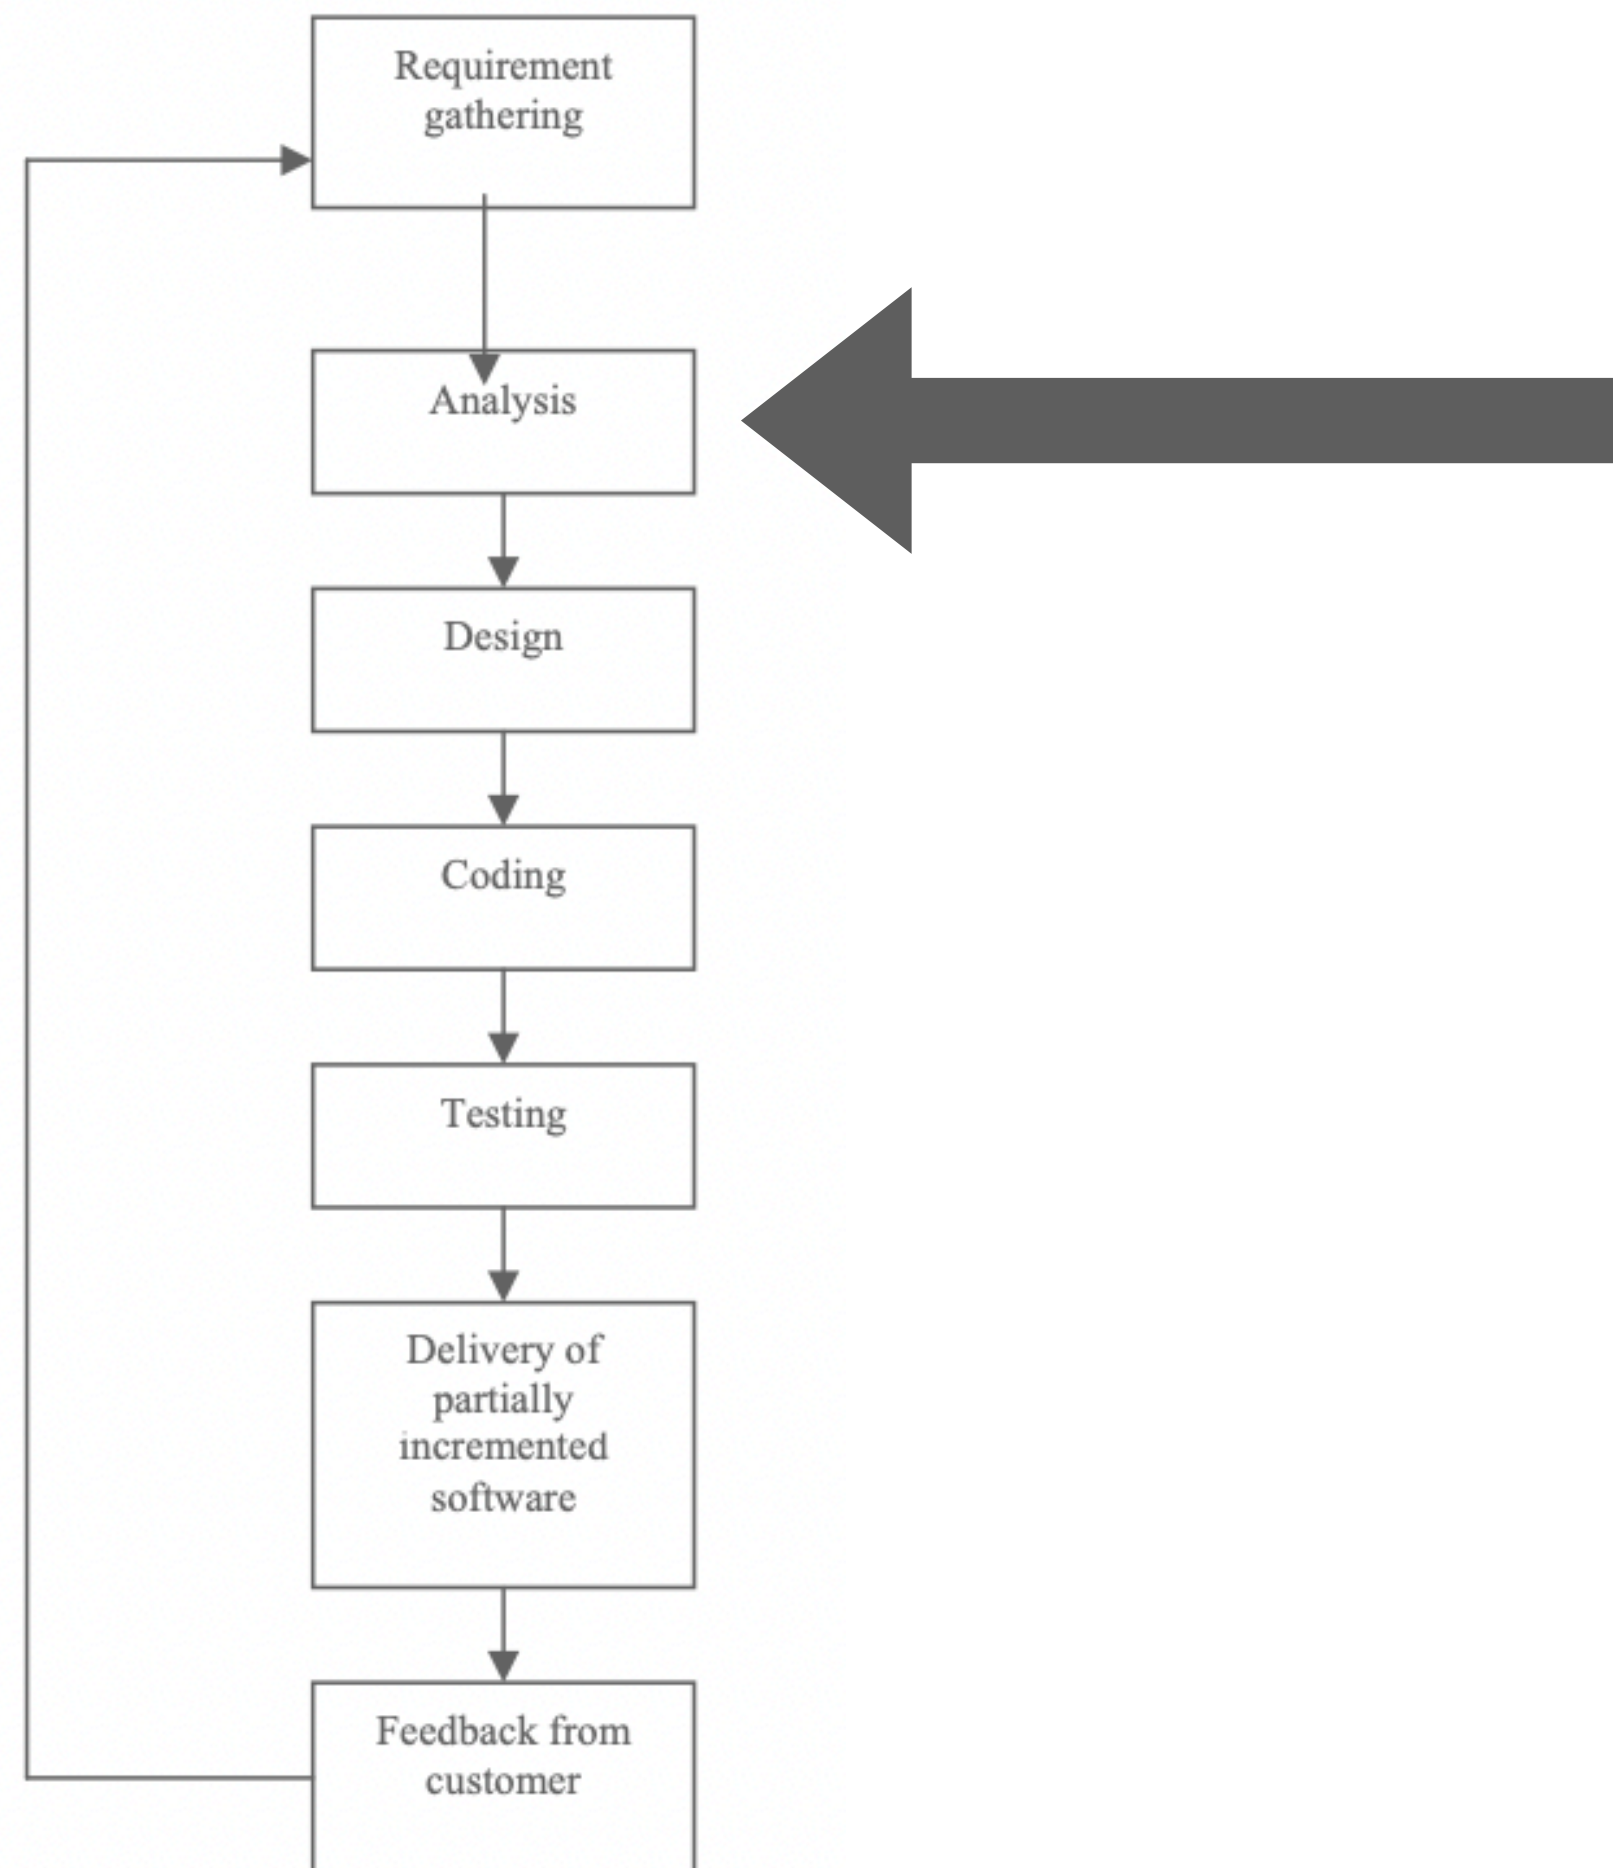 Requirement
gathering
Analysis
Design
Coding
Testing
Delivery of
partially
incremented
software
Feedback from
customer